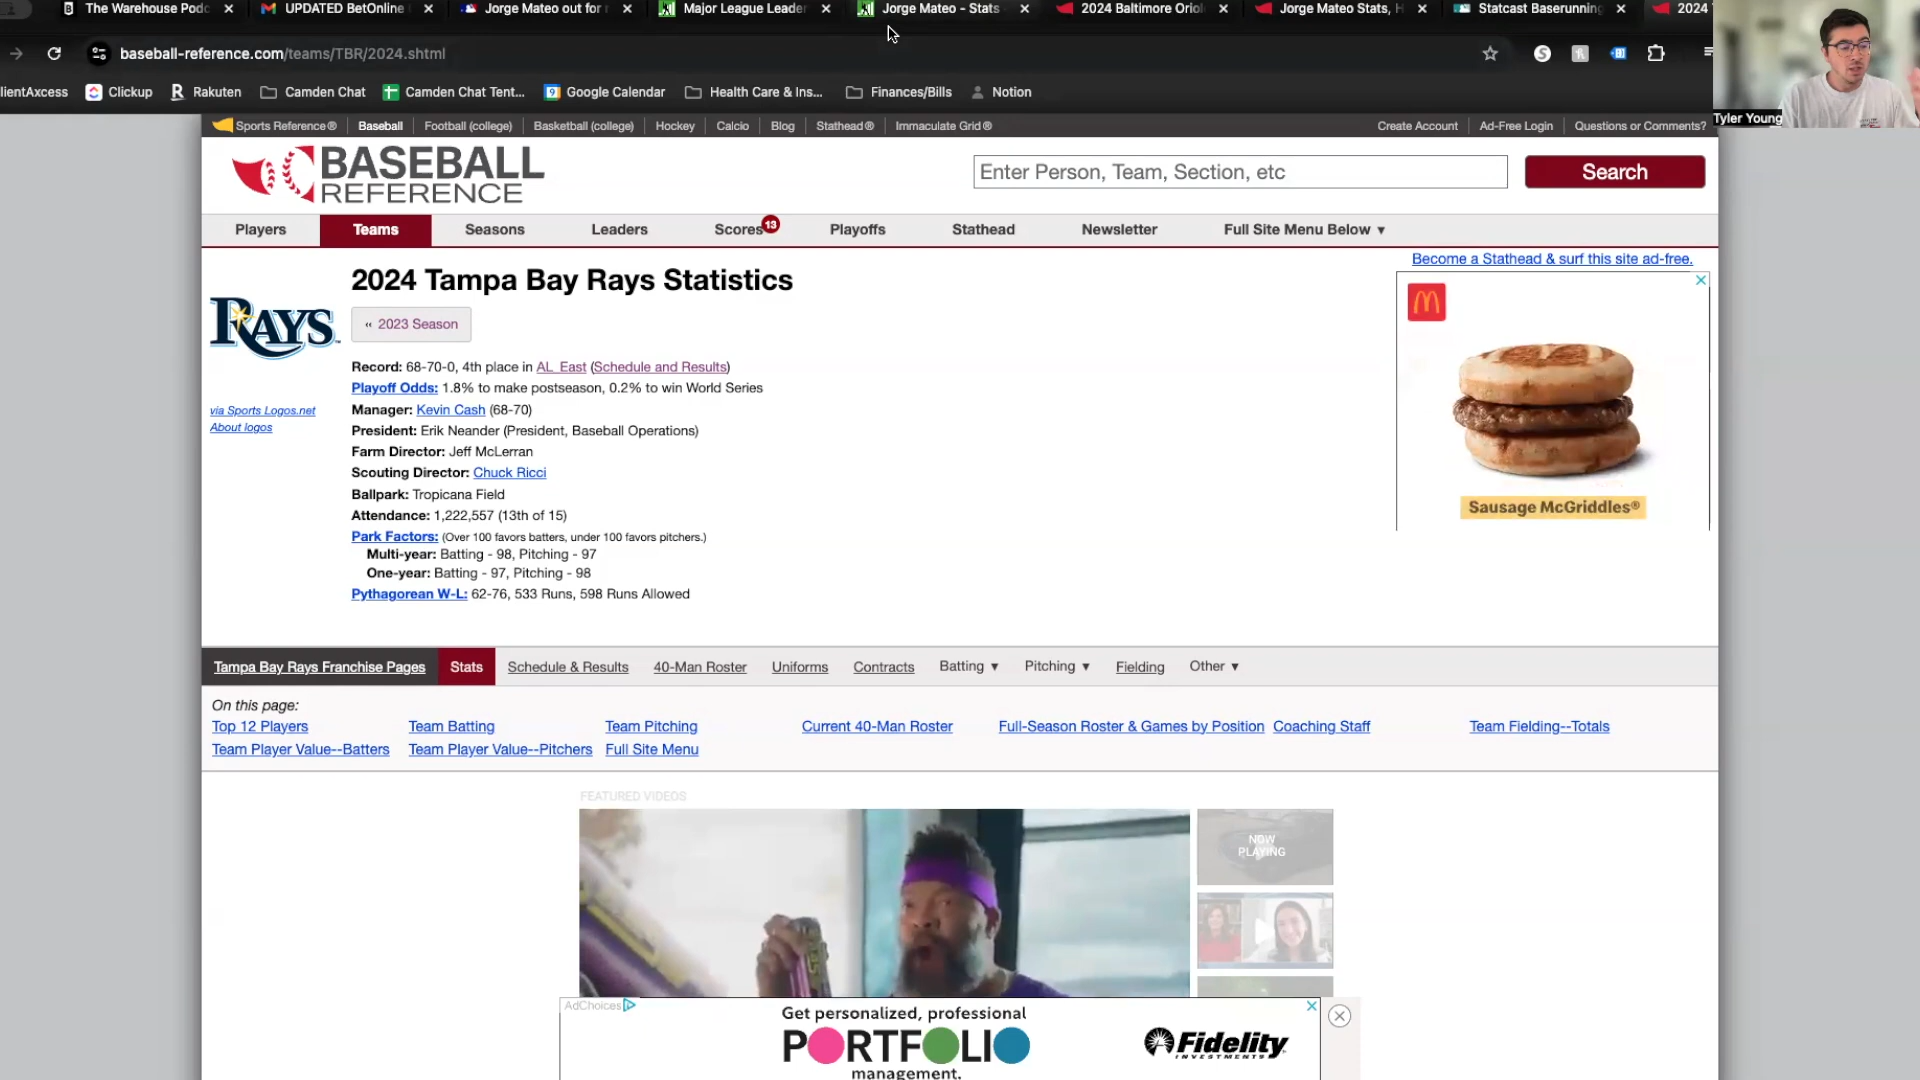 The Warehouse Podc
UPDATED BetOnline
Jorge Mateo out for
Major League Leader
Jorge Mateo - Stats
2024 Baltimore Oriol
Jorge Mateo Stats, H
Statcast Baserunning
2024
baseball-reference.com/teams/TBR/2024.shtml
lientAxcess
Clickup
Rakuten
Camden Chat
Camden Chat Tent...
Google Calendar
Health Care & Ins...
Finances/Bills
Notion
Tyler Young
Sports Reference®
Baseball
Football (college)
Basketball (college)
Hockey
Calcio
Blog
Stathead®
Immaculate Grid®
Create Account
Ad-Free Login
Questions or Comments?
BASEBALL
REFERENCE
Enter Person, Team, Section, etc
Search
Players
Teams
Seasons
Leaders
Scores 13
Playoffs
Stathead
Newsletter
Full Site Menu Below ▼
Become a Stathead & surf this site ad-free.
2024 Tampa Bay Rays Statistics
RAYS
« 2023 Season
via Sports Logos.net
About logos
Record: 68-70-0, 4th place in AL_East (Schedule and Results)
Playoff Odds: 1.8% to make postseason, 0.2% to win World Series
Manager: Kevin Cash (68-70)
President: Erik Neander (President, Baseball Operations)
Farm Director: Jeff McLerran
Scouting Director: Chuck Ricci
Ballpark: Tropicana Field
Attendance: 1,222,557 (13th of 15)
Park Factors: (Over 100 favors batters, under 100 favors pitchers.)
Multi-year: Batting - 98, Pitching - 97
One-year: Batting - 97, Pitching - 98
Pythagorean W-L: 62-76, 533 Runs, 598 Runs Allowed
Sausage McGriddles®
Tampa Bay Rays Franchise Pages
Stats
Schedule & Results
40-Man Roster
Uniforms
Contracts
Batting ▼
Pitching ▼
Fielding
Other ▼
On this page:
Top 12 Players
Team Batting
Team Pitching
Current 40-Man Roster
Full-Season Roster & Games by Position
Coaching Staff
Team Fielding--Totals
Team Player Value--Batters
Team Player Value--Pitchers
Full Site Menu
FEATURED VIDEOS
NOW
PLAYING
AdChoices
Get personalized, professional
PORTFOLIO
management.
Fidelity
INVESTMENTS